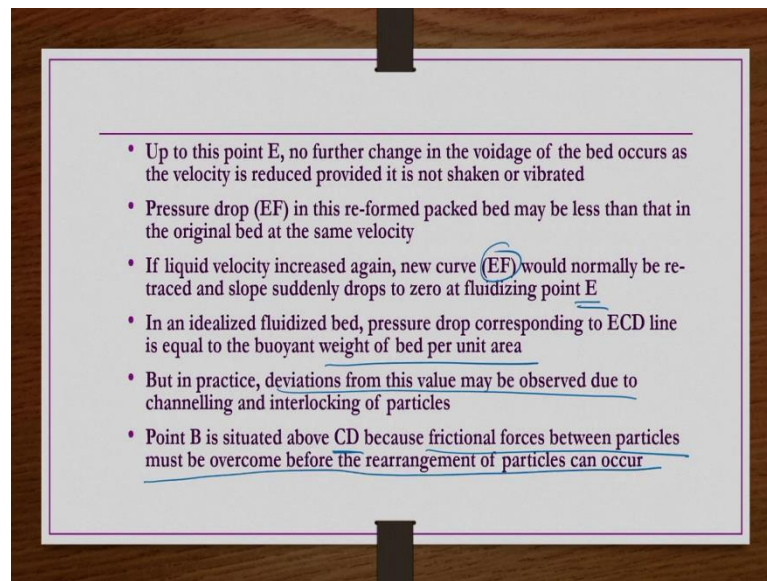 • Up to this point E, no further change in the voidage of the bed occurs as
the velocity is reduced provided it is not shaken or vibrated
• Pressure drop (EF) in this re-formed packed bed may be less than that in
the original bed at the same velocity
• If liquid velocity increased again, new curve (EF) would normally be re-
traced and slope suddenly drops to zero at fluidizing point E
• In an idealized fluidized bed, pressure drop corresponding to ECD line
is equal to the buoyant weight of bed per unit area
• But in practice, deviations from this value may be observed due to
channelling and interlocking of particles
• Point B is situated above CD because frictional forces between particles
must be overcome before the rearrangement of particles can occur